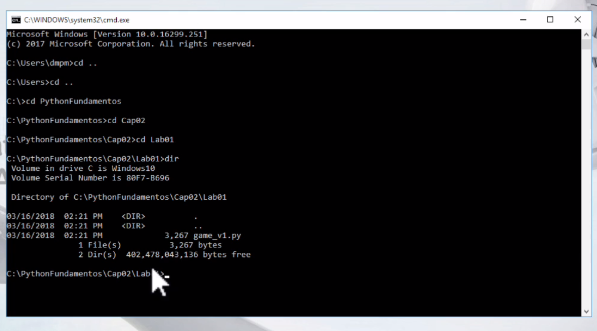 C:\WINDOWS\system32\cmd.exe
Microsoft Windows [Version 10.0.16299.251]
(c) 2017 Microsoft Corporation. All rights reserved.
C:\Users\dmpm>cd ..
C:\Users>cd ..
C:\>cd PythonFundamentos
C:\PythonFundamentos>cd Cap02
C:\PythonFundamentos\Cap02>cd Lab01
C:\PythonFundamentos\Cap02\Lab01>dir
Volume in drive C is Windows10
Volume Serial Number is 80F7-B696
Directory of C:\PythonFundamentos\Cap02\Lab01
03/16/2018 02:21 PM <DIR> .
03/16/2018 02:21 PM <DIR> ..
03/16/2018 02:21 PM 3,267 game_v1.py
1 File(s) 3,267 bytes
2 Dir(s) 402,478,043,136 bytes free
C:\PythonFundamentos\Cap02\Lab01>_